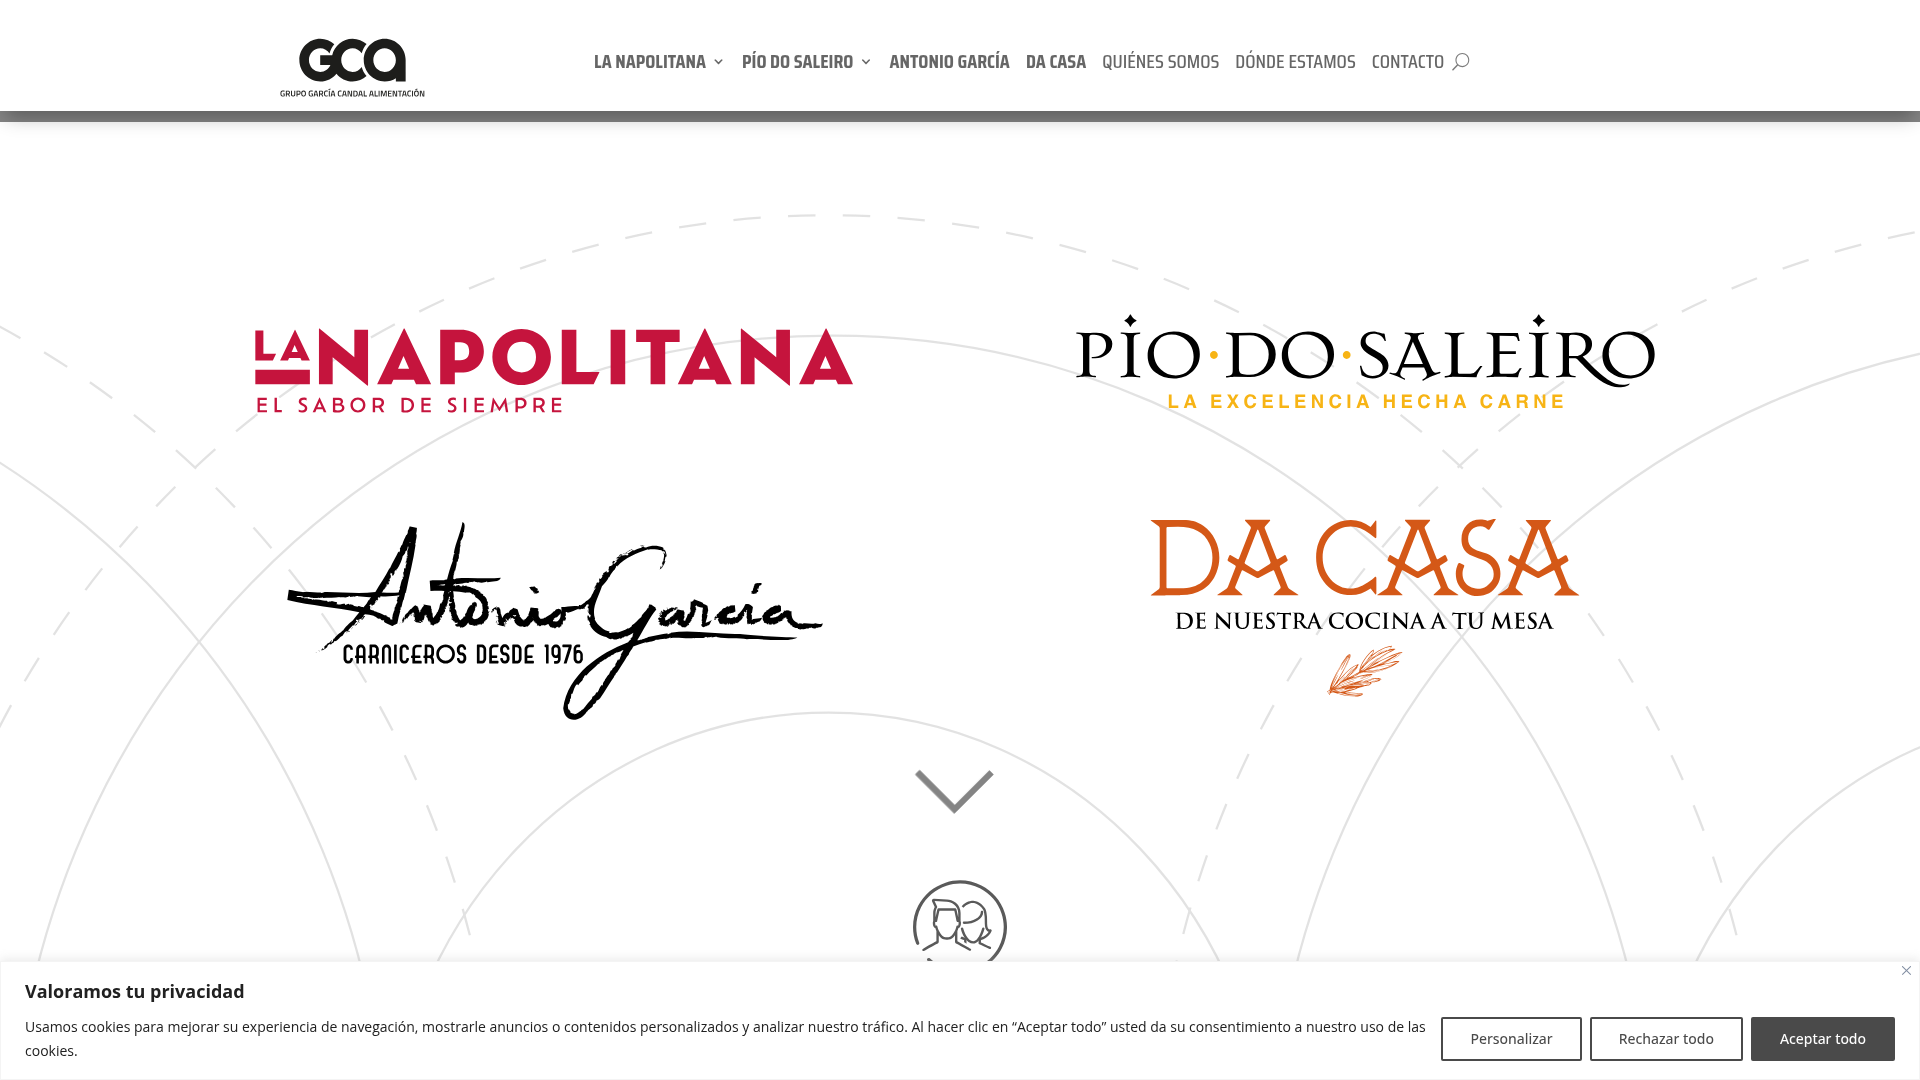 GCA
GRUPO GARCÍA CANDAL ALIMENTACIÓN
LA NAPOLITANA PÍO DO SALEIRO ANTONIO GARCÍA DA CASA QUIÉNES SOMOS DÓNDE ESTAMOS CONTACTO
LA NAPOLITANA
EL SABOR DE SIEMPRE
PÍO·DO·SALEIRO
LA EXCELENCIA HECHA CARNE
Antonio García
CARNICEROS DESDE 1976
DA CASA
DE NUESTRA COCINA A TU MESA
Valoramos tu privacidad
Usamos cookies para mejorar su experiencia de navegación, mostrarle anuncios o contenidos personalizados y analizar nuestro tráfico. Al hacer clic en “Aceptar todo” usted da su consentimiento a nuestro uso de las
cookies.
Personalizar
Rechazar todo
Aceptar todo